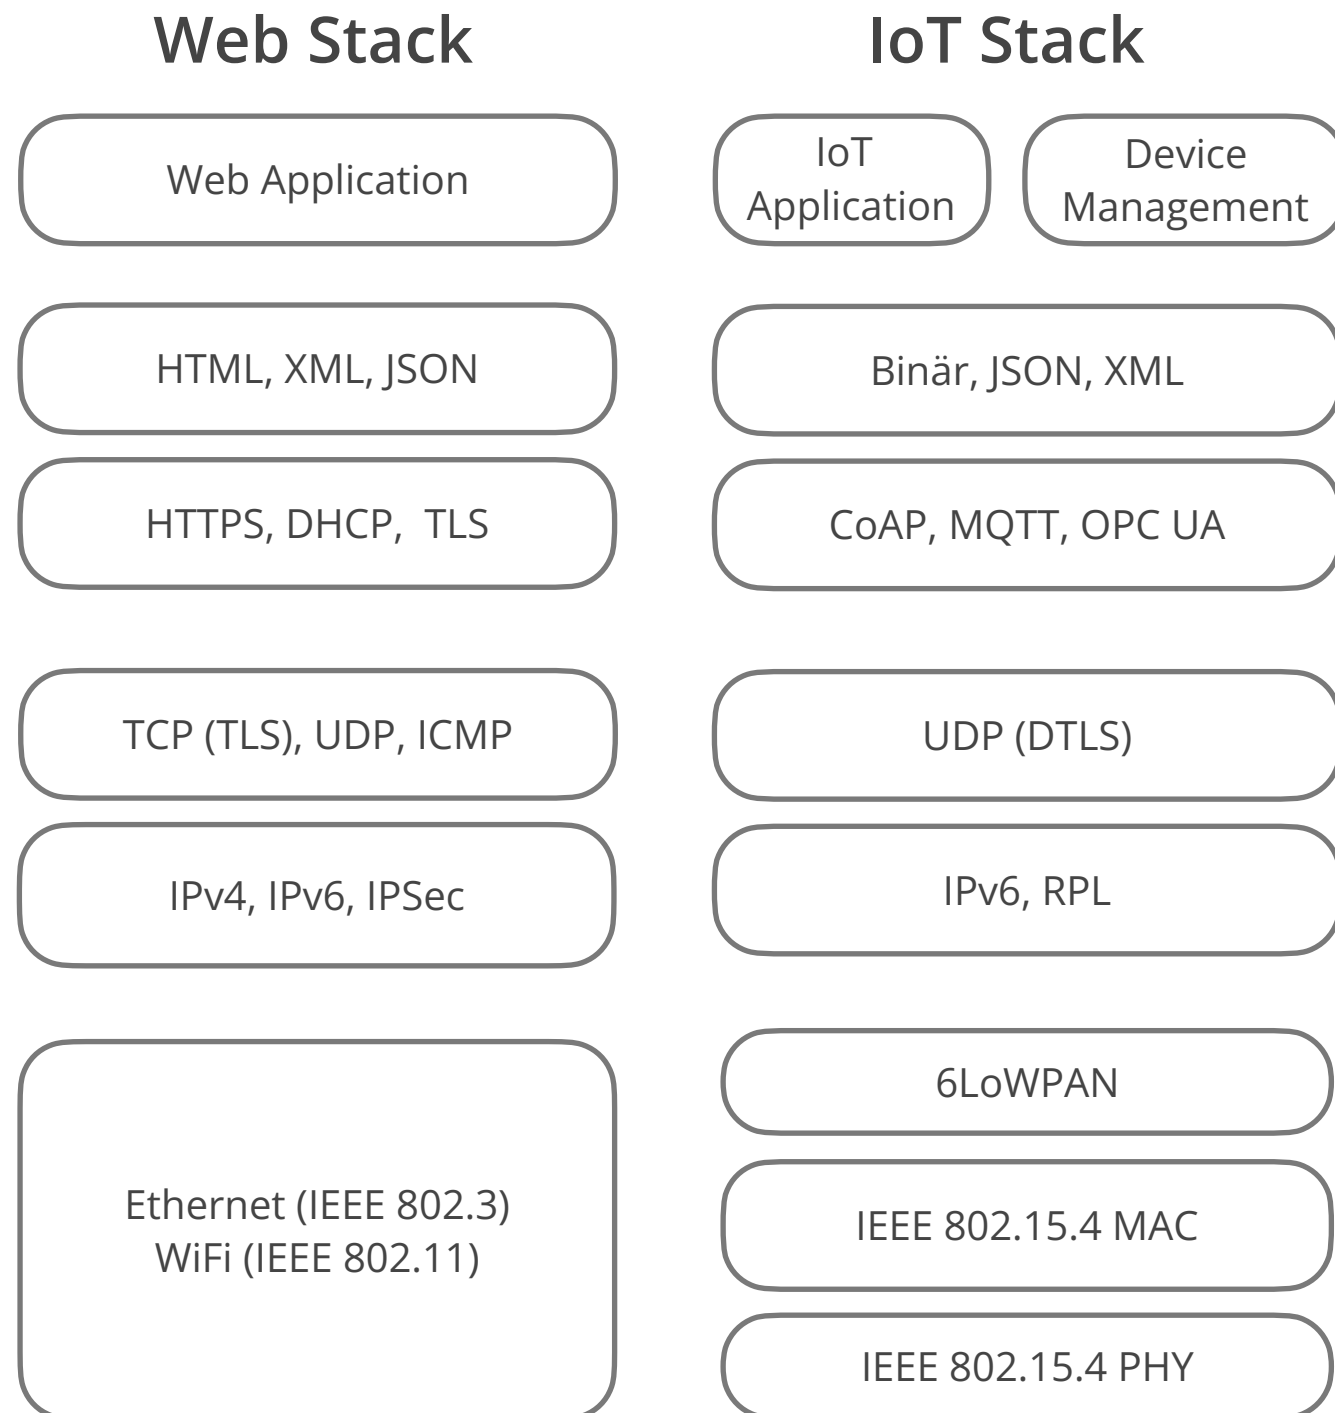 Web Stack
IoT Stack
Web Application
IoT
Application
Device
Management
HTML, XML, JSON
Binär, JSON, XML
HTTPS, DHCP,  TLS
CoAP, MQTT, OPC UA
TCP (TLS), UDP, ICMP
UDP (DTLS)
IPv4, IPv6, IPSec
IPv6, RPL
6LoWPAN
Ethernet (IEEE 802.3)
WiFi (IEEE 802.11)
IEEE 802.15.4 MAC
IEEE 802.15.4 PHY